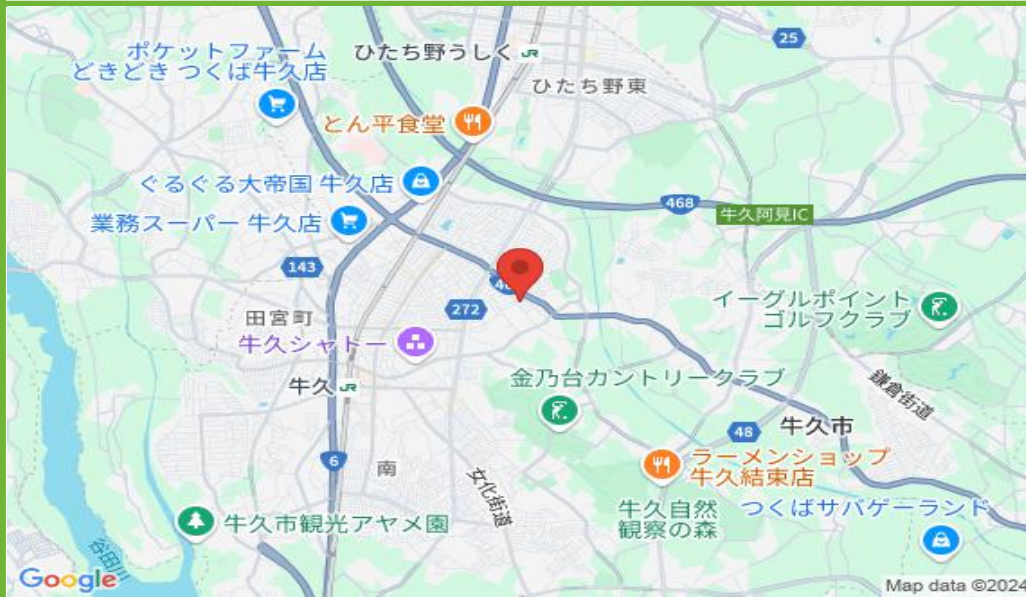 25
ポケットファーム
どきどき つくば牛久店
ひたち野うしく JR
ひたち野東
とん平食堂
ぐるぐる大帝国 牛久店
468
牛久阿見IC
業務スーパー 牛久店
143
272
イーグルポイント
ゴルフクラブ
田宮町
牛久シャトー
牛久 JR
金乃台カントリークラブ
鎌倉街道
48
牛久市
6
南
女化街道
ラーメンショップ
牛久結束店
牛久自然
観察の森
つくばサバゲーランド
牛久市観光アヤメ園
谷田川
Google
Map data ©2024